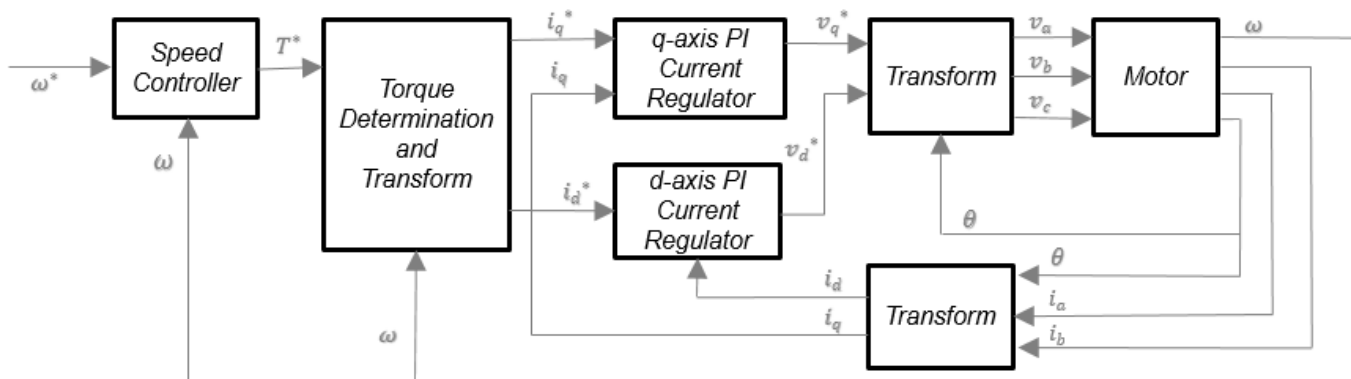 ω*
Speed
Controller
T*
ω
Torque
Determination
and
Transform
i_q*
i_q
q-axis PI
Current
Regulator
v_q*
i_d*
d-axis PI
Current
Regulator
v_d*
Transform
v_a
v_b
v_c
Motor
ω
θ
θ
i_d
i_q
Transform
i_a
i_b
ω